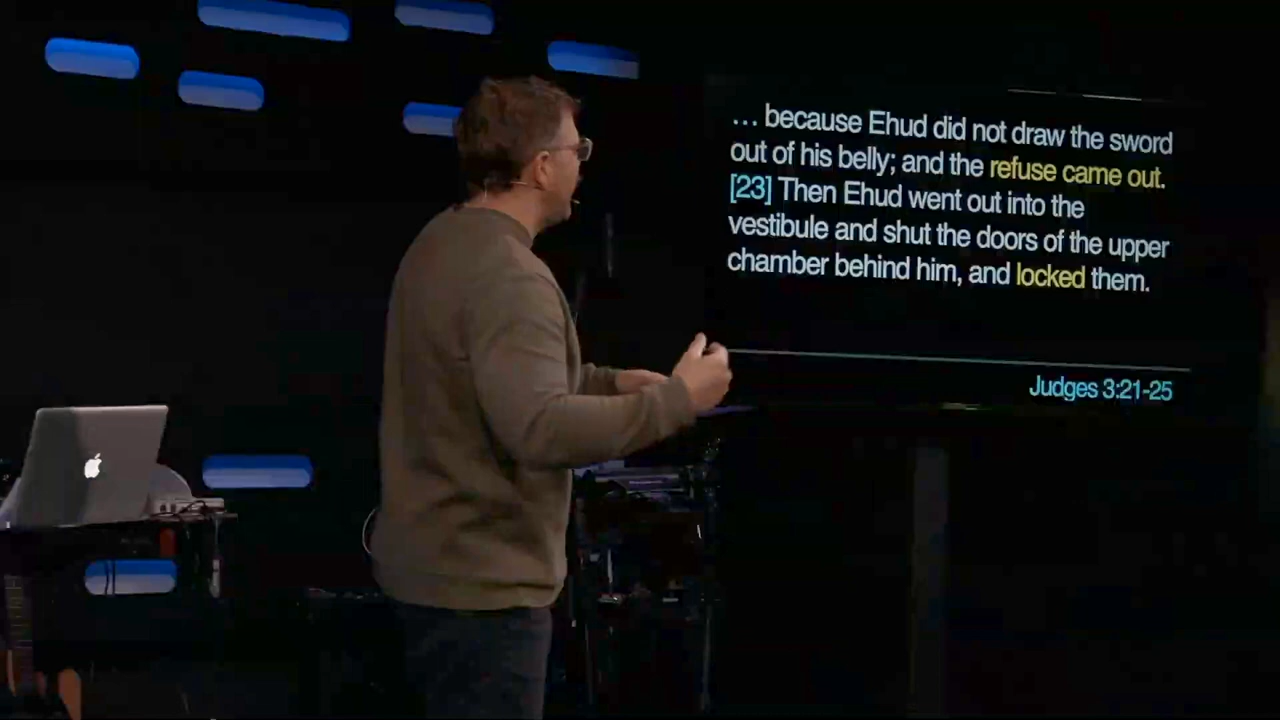 … because Ehud did not draw the sword
out of his belly; and the refuse came out.
[23] Then Ehud went out into the
vestibule and shut the doors of the upper
chamber behind him, and locked them.
Judges 3:21-25